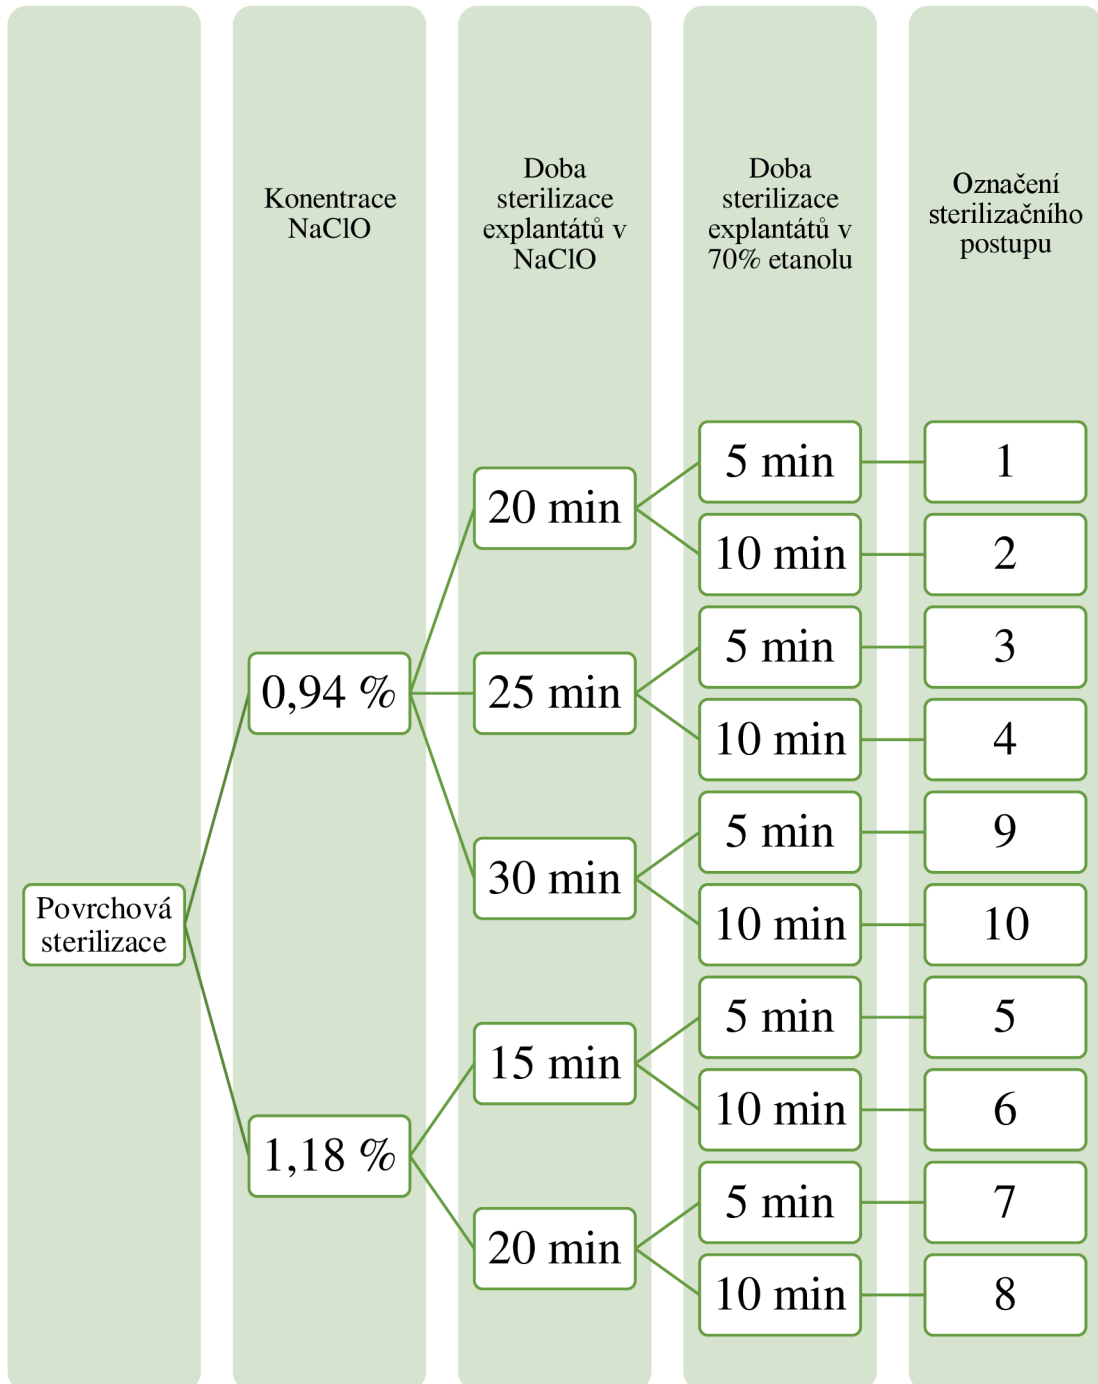 Konentrace
NaClO
Doba
sterilizace
explantátů v
NaClO
Doba
sterilizace
explantátů v
70% etanolu
Označení
sterilizačního
postupu
Povrchová
sterilizace
0,94 %
20 min
5 min
1
10 min
2
25 min
5 min
3
10 min
4
30 min
5 min
9
10 min
10
1,18 %
15 min
5 min
5
10 min
6
20 min
5 min
7
10 min
8